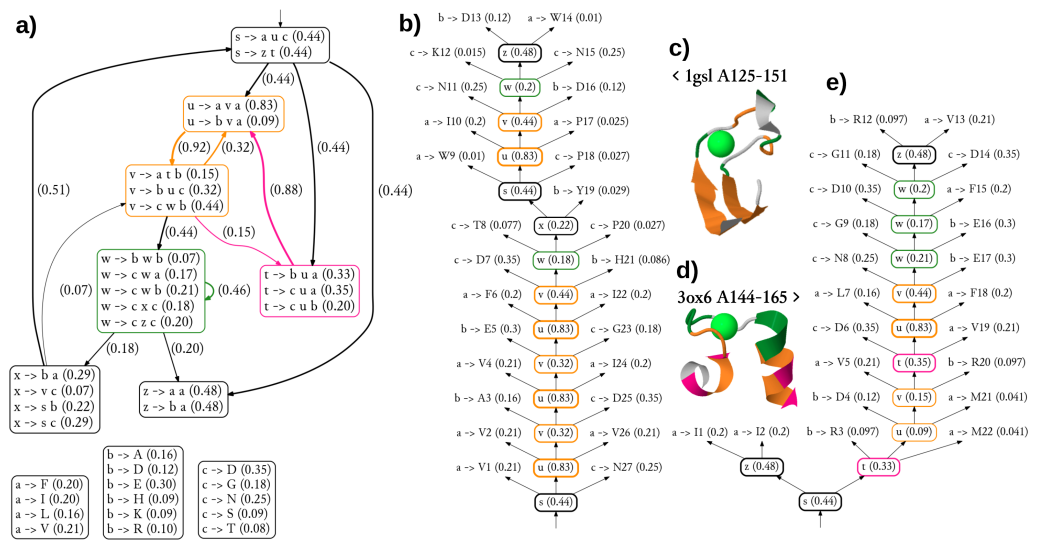 a)
s -> a u c (0.44)
s -> z t (0.44)
(0.44)
u -> a v a (0.83)
u -> b v a (0.09)
(0.92)
(0.32)
(0.44)
(0.51)
(0.88)
(0.44)
v -> a t b (0.15)
v -> b u c (0.32)
v -> c w b (0.44)
(0.44)
(0.15)
w -> b w b (0.07)
w -> c w a (0.17)
w -> c w b (0.21)
w -> c x c (0.18)
w -> c z c (0.20)
(0.07)
(0.46)
t -> b u a (0.33)
t -> c u a (0.35)
t -> c u b (0.20)
(0.18)
(0.20)
x -> b a (0.29)
x -> v c (0.07)
x -> s b (0.22)
x -> s c (0.29)
z -> a a (0.48)
z -> b a (0.48)
a -> F (0.20)
a -> I (0.20)
a -> L (0.16)
a -> V (0.21)
b -> A (0.16)
b -> D (0.12)
b -> E (0.30)
b -> H (0.09)
b -> K (0.09)
b -> R (0.10)
c -> D (0.35)
c -> G (0.18)
c -> N (0.25)
c -> S (0.09)
c -> T (0.08)
b)
b -> D13 (0.12) a -> W14 (0.01)
c -> K12 (0.015) z (0.48) c -> N15 (0.25)
w (0.2)
c -> N11 (0.25) b -> D16 (0.12)
v (0.44)
a -> I10 (0.2) a -> P17 (0.025)
u (0.83)
a -> W9 (0.01) c -> P18 (0.027)
s (0.44)
b -> Y19 (0.029)
x (0.22)
c -> T8 (0.077) c -> P20 (0.027)
w (0.18)
c -> D7 (0.35) b -> H21 (0.086)
v (0.44)
a -> F6 (0.2) a -> I22 (0.2)
u (0.83)
b -> E5 (0.3) c -> G23 (0.18)
v (0.32)
a -> V4 (0.21) a -> I24 (0.2)
u (0.83)
b -> A3 (0.16) c -> D25 (0.35)
v (0.32)
a -> V2 (0.21) a -> V26 (0.21)
u (0.83)
a -> V1 (0.21) c -> N27 (0.25)
s (0.44)
c)
< 1gsl A125-151
d)
3ox6 A144-165 >
e)
b -> R12 (0.097) a -> V13 (0.21)
c -> G11 (0.18) z (0.48) c -> D14 (0.35)
w (0.2)
c -> D10 (0.35) a -> F15 (0.2)
w (0.17)
c -> G9 (0.18) b -> E16 (0.3)
w (0.21)
c -> N8 (0.25) b -> E17 (0.3)
v (0.44)
a -> L7 (0.16) a -> F18 (0.2)
u (0.83)
c -> D6 (0.35) a -> V19 (0.21)
t (0.35)
a -> V5 (0.21) b -> R20 (0.097)
v (0.15)
b -> D4 (0.12) a -> M21 (0.041)
u (0.09)
a -> I1 (0.2) a -> I2 (0.2) b -> R3 (0.097) a -> M22 (0.041)
z (0.48) t (0.33)
s (0.44)